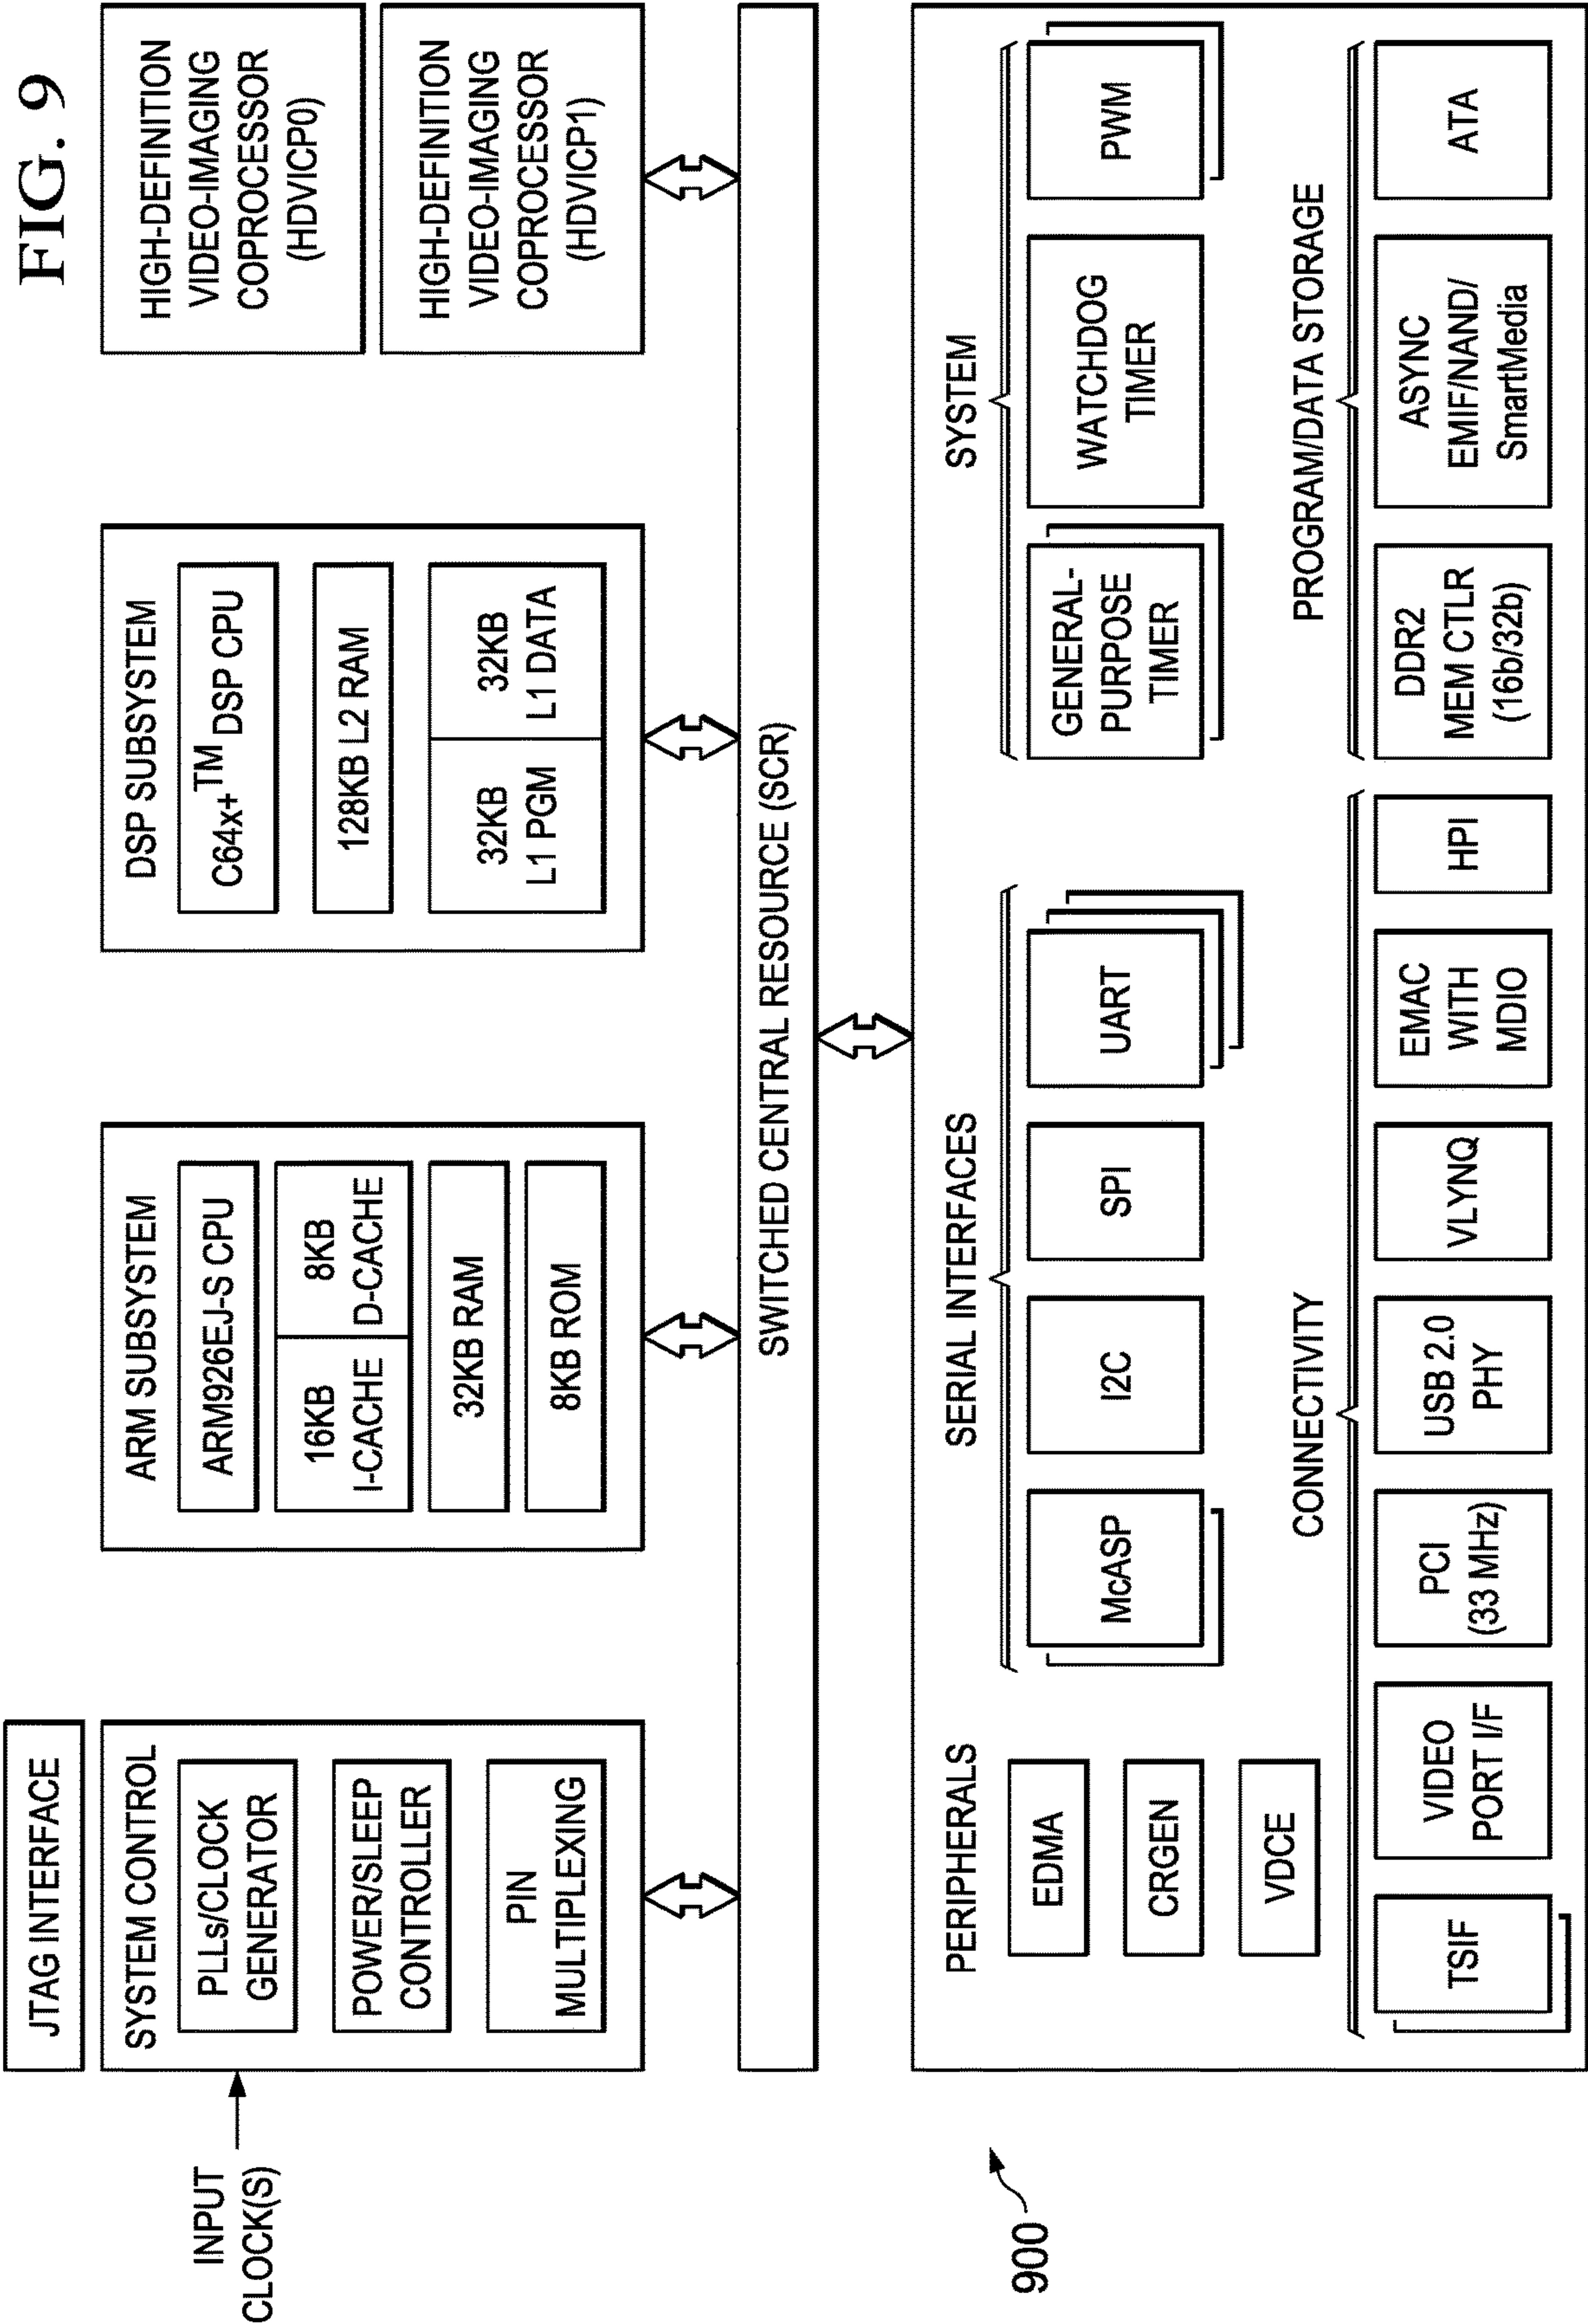 JTAG INTERFACE
INPUT
CLOCK(S)
SYSTEM CONTROL
PLLs/CLOCK
GENERATOR
POWER/SLEEP
CONTROLLER
PIN
MULTIPLEXING
ARM SUBSYSTEM
ARM926EJ-S CPU
16KB
I-CACHE
8KB
D-CACHE
32KB RAM
8KB ROM
DSP SUBSYSTEM
C64x+™ DSP CPU
128KB L2 RAM
32KB
L1 PGM
32KB
L1 DATA
FIG. 9
HIGH-DEFINITION
VIDEO-IMAGING
COPROCESSOR
(HDVICP0)
HIGH-DEFINITION
VIDEO-IMAGING
COPROCESSOR
(HDVICP1)
SWITCHED CENTRAL RESOURCE (SCR)
900
PERIPHERALS
EDMA
CRGEN
VDCE
SERIAL INTERFACES
McASP
I2C
SPI
UART
SYSTEM
GENERAL-
PURPOSE
TIMER
WATCHDOG
TIMER
PWM
CONNECTIVITY
TSIF
VIDEO
PORT I/F
PCI
(33 MHz)
USB 2.0
PHY
VLYNQ
EMAC
WITH
MDIO
HPI
PROGRAM/DATA STORAGE
DDR2
MEM CTLR
(16b/32b)
ASYNC
EMIF/NAND/
SmartMedia
ATA